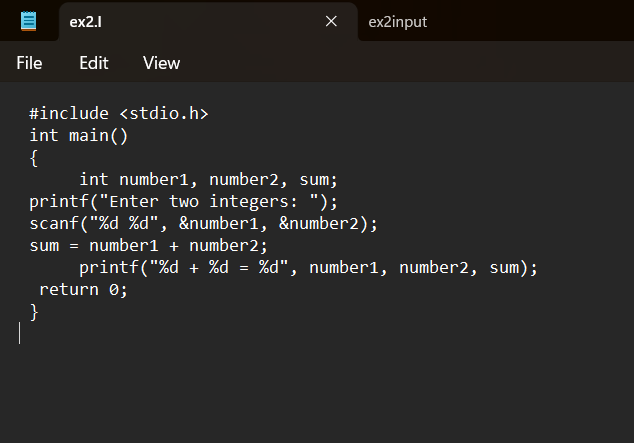 ex2.l
ex2input
File Edit View
#include <stdio.h>
int main()
{
     int number1, number2, sum;
printf("Enter two integers: ");
scanf("%d %d", &number1, &number2);
sum = number1 + number2;
     printf("%d + %d = %d", number1, number2, sum);
 return 0;
}